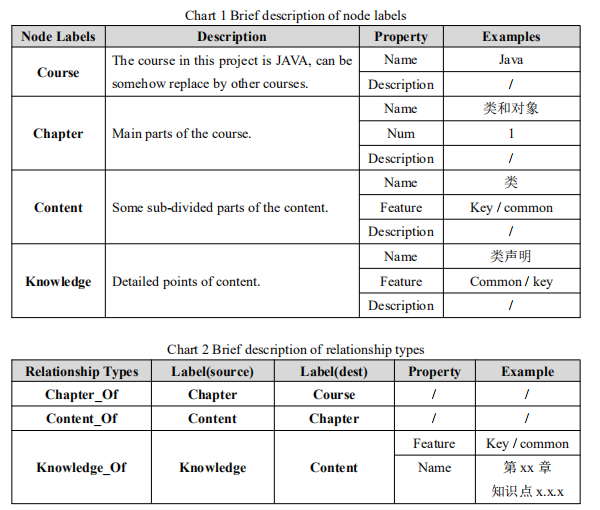 Chart 1 Brief description of node labels
Node Labels Description Property Examples
Course The course in this project is JAVA, can be somehow replace by other courses. Name Java
Description /
Chapter Main parts of the course. Name 类和对象
Num 1
Description /
Content Some sub-divided parts of the content. Name 类
Feature Key / common
Description /
Knowledge Detailed points of content. Name 类声明
Feature Common / key
Description /
Chart 2 Brief description of relationship types
Relationship Types Label(source) Label(dest) Property Example
Chapter_Of Chapter Course / /
Content_Of Content Chapter / /
Knowledge_Of Knowledge Content Feature Key / common
Name 第 xx 章
知识点 x.x.x